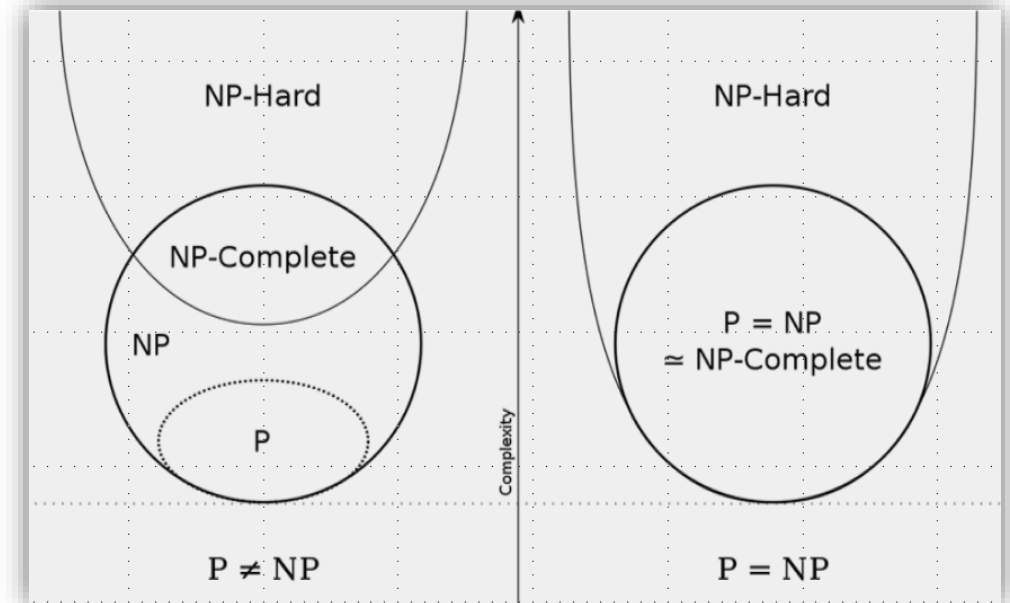 NP-Hard
NP-Complete
NP
P
P ≠ NP
Complexity
NP-Hard
P = NP
≃ NP-Complete
P = NP